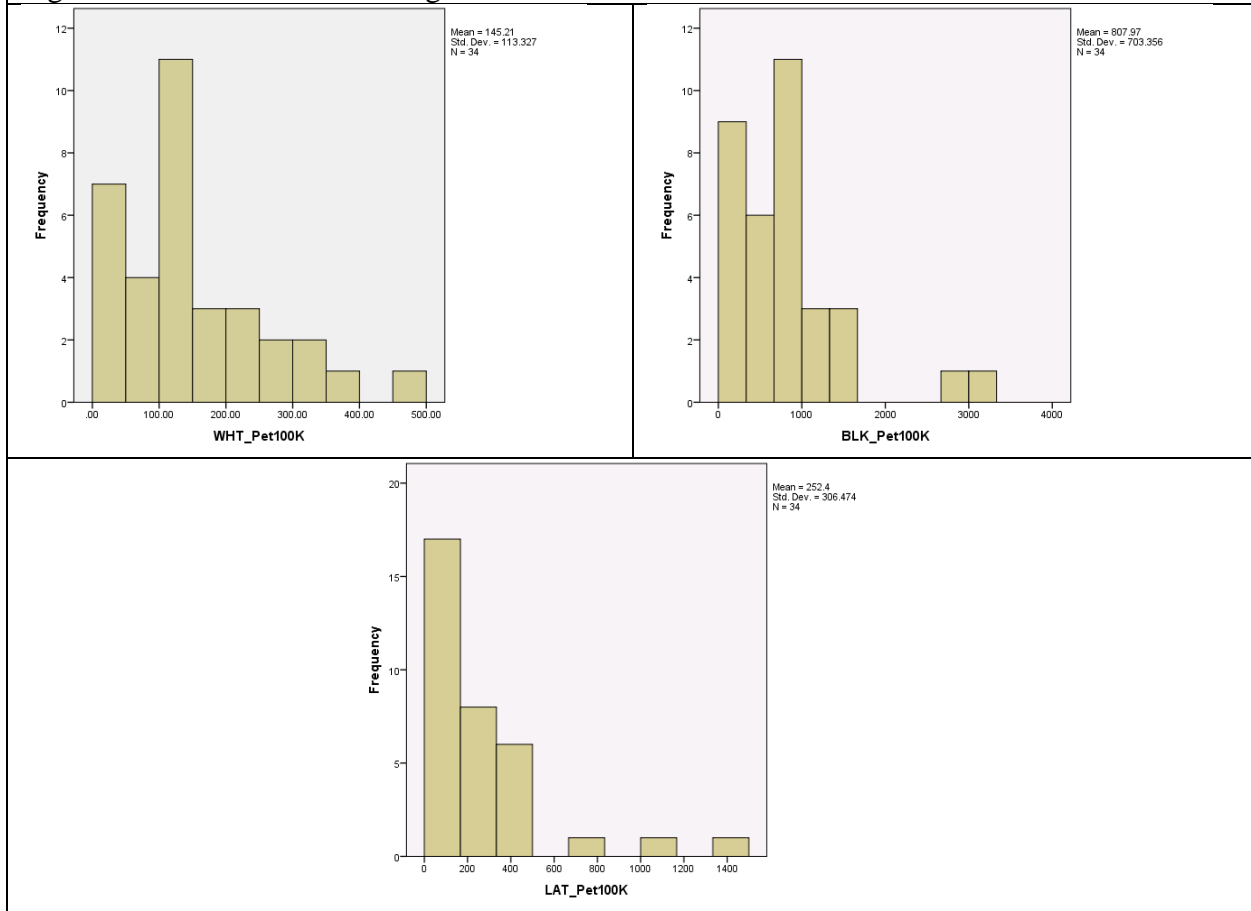 Mean = 145.21
Std. Dev. = 113.327
N = 34
12
10
8
6
4
2
0
Frequency
.00 100.00 200.00 300.00 400.00 500.00
WHT_Pet100K
Mean = 807.97
Std. Dev. = 703.356
N = 34
12
10
8
6
4
2
0
Frequency
0 1000 2000 3000 4000
BLK_Pet100K
Mean = 252.4
Std. Dev. = 306.474
N = 34
20
15
10
5
0
Frequency
0 200 400 600 800 1000 1200 1400
LAT_Pet100K